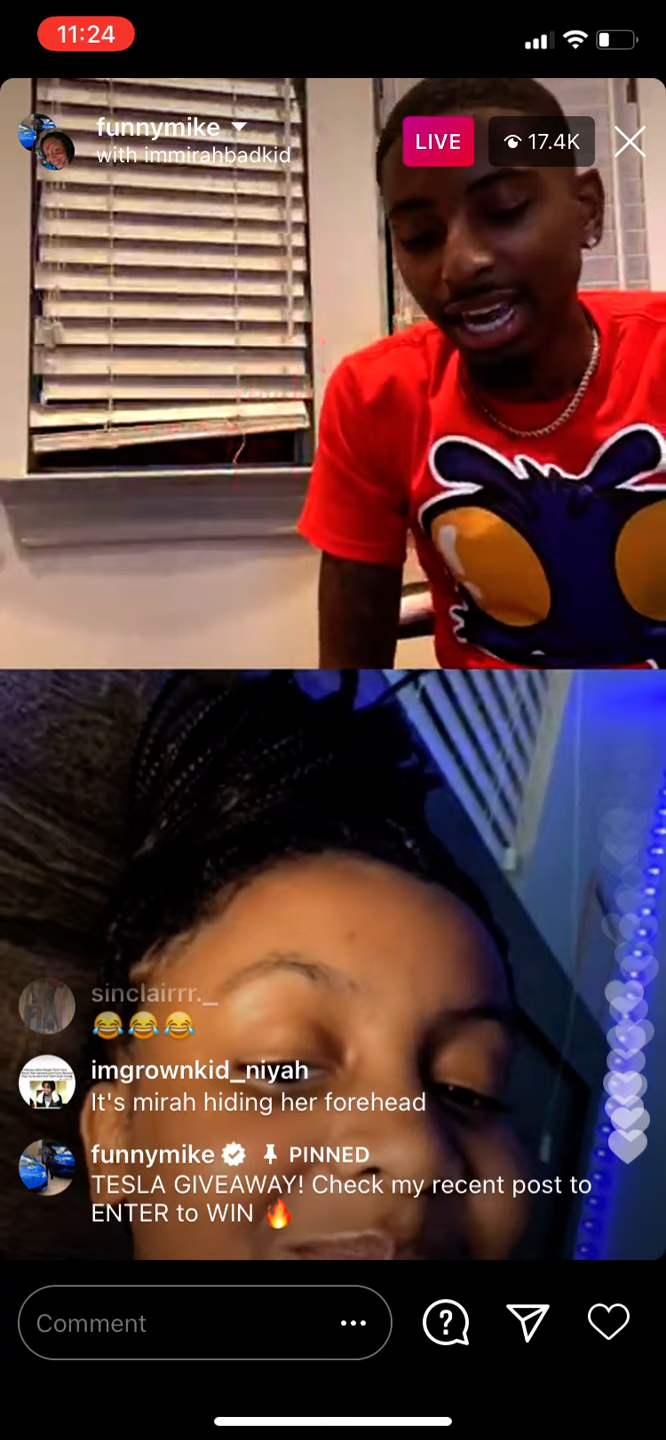 11:24
funnymike
with immirahbadkid
LIVE
17.4K
sinclairrr._
😂😂😂
imgrownkid_niyah
It's mirah hiding her forehead
funnymike PINNED
TESLA GIVEAWAY! Check my recent post to
ENTER to WIN 🔥
Comment